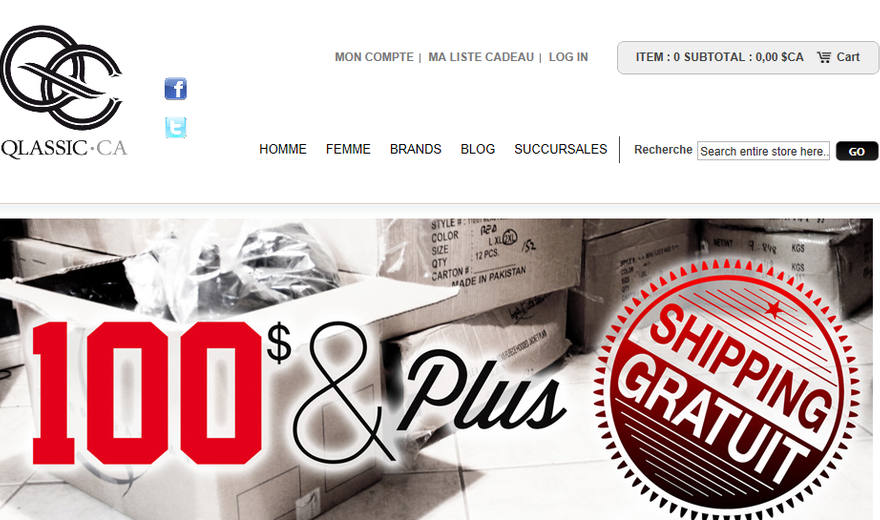 MON COMPTE | MA LISTE CADEAU | LOG IN
ITEM : 0 SUBTOTAL : 0,00 $CA Cart
QLASSIC·CA
HOMME FEMME BRANDS BLOG SUCCURSALES
Recherche Search entire store here.. GO
STYLE #
COLOR :
SIZE L XL 2XL
QTY : 12 PCS. 152
CARTON # :
MADE IN PAKISTAN
KGS
KGS
100$ & Plus
SHIPPING
GRATUIT